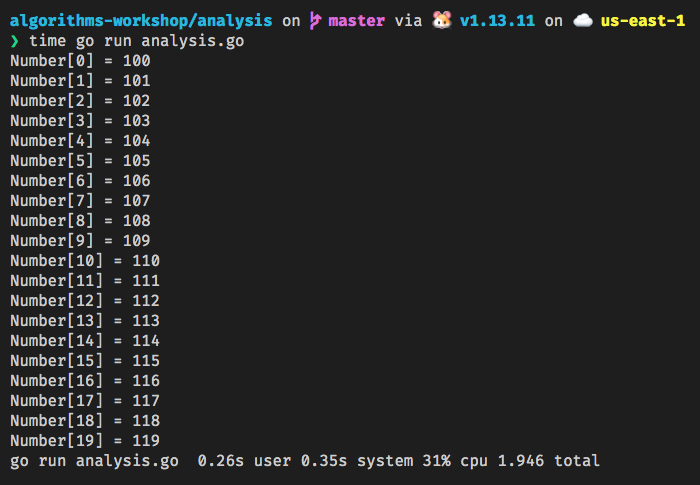 algorithms-workshop/analysis on master via 🐹 v1.13.11 on ☁️ us-east-1
❯ time go run analysis.go
Number[0] = 100
Number[1] = 101
Number[2] = 102
Number[3] = 103
Number[4] = 104
Number[5] = 105
Number[6] = 106
Number[7] = 107
Number[8] = 108
Number[9] = 109
Number[10] = 110
Number[11] = 111
Number[12] = 112
Number[13] = 113
Number[14] = 114
Number[15] = 115
Number[16] = 116
Number[17] = 117
Number[18] = 118
Number[19] = 119
go run analysis.go  0.26s user 0.35s system 31% cpu 1.946 total